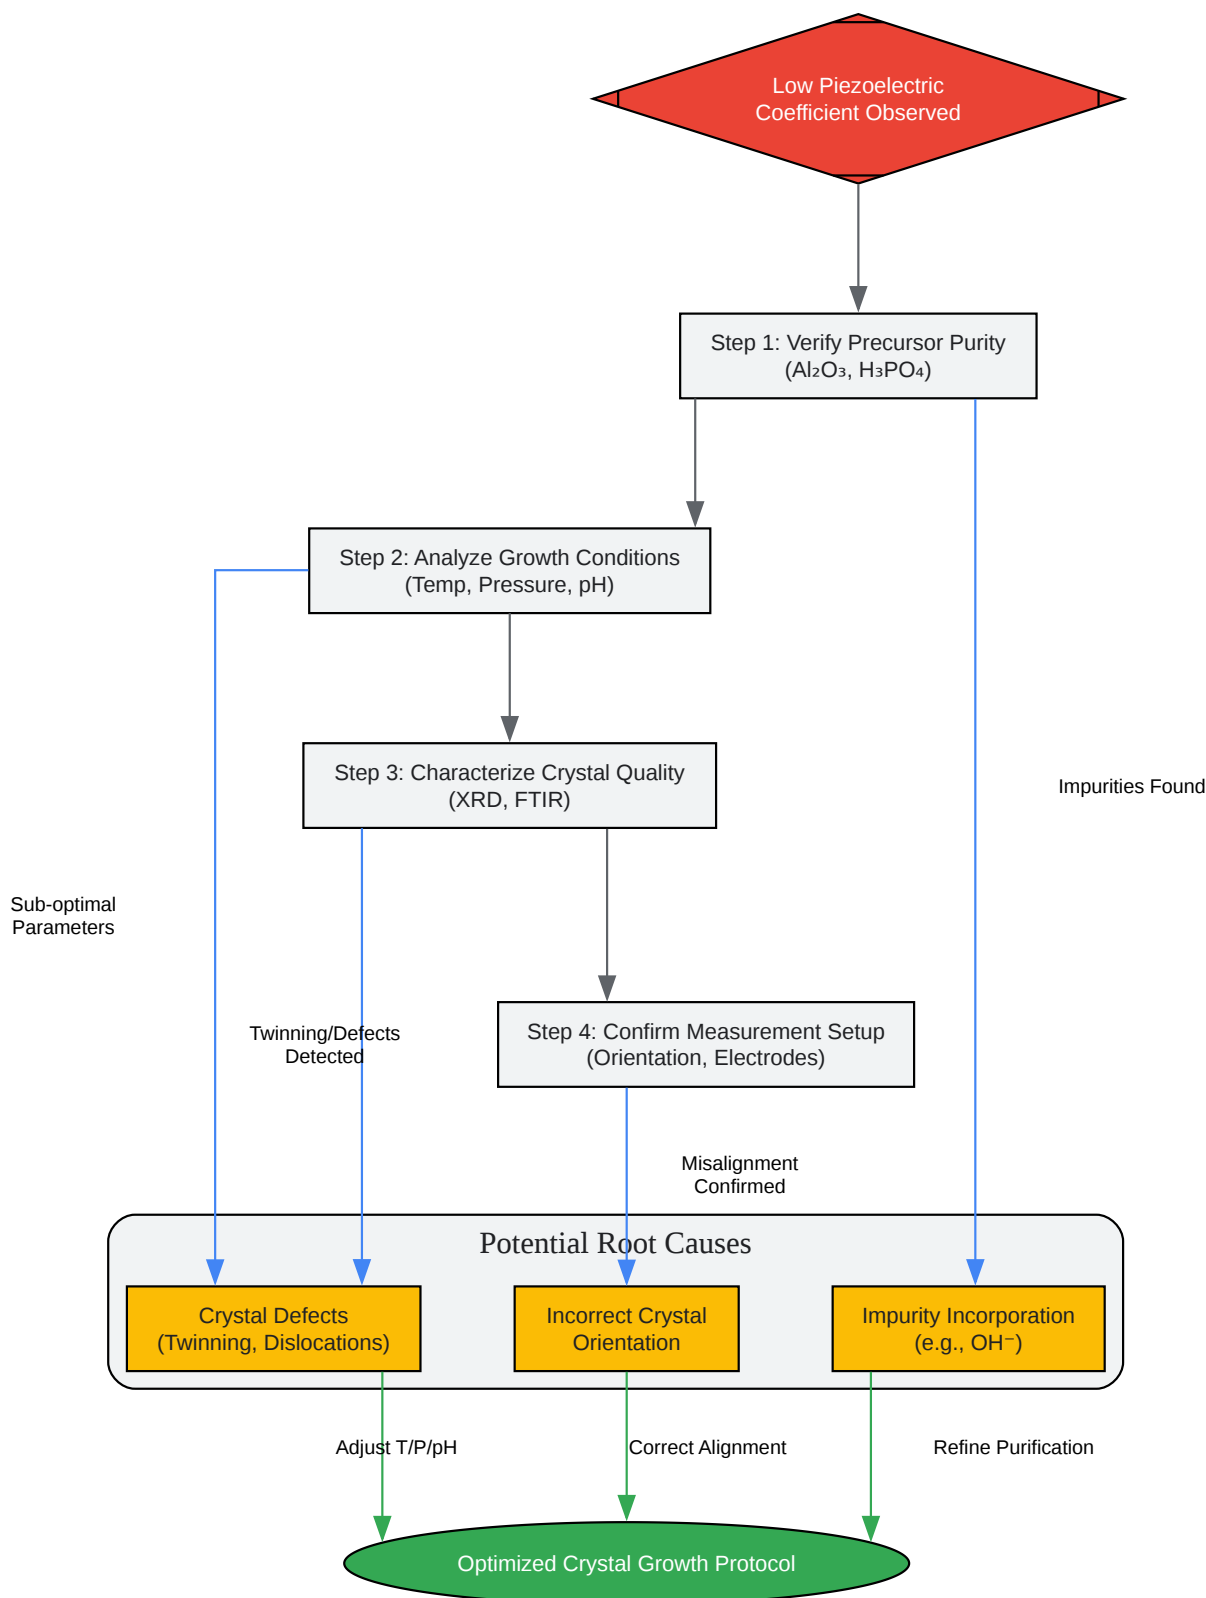 Low Piezoelectric
Coefficient Observed
Step 1: Verify Precursor Purity
(Al₂O₃, H₃PO₄)
Step 2: Analyze Growth Conditions
(Temp, Pressure, pH)
Step 3: Characterize Crystal Quality
(XRD, FTIR)
Impurities Found
Sub-optimal
Parameters
Twinning/Defects
Detected
Step 4: Confirm Measurement Setup
(Orientation, Electrodes)
Misalignment
Confirmed
Potential Root Causes
Crystal Defects
(Twinning, Dislocations)
Incorrect Crystal
Orientation
Impurity Incorporation
(e.g., OH⁻)
Adjust T/P/pH
Correct Alignment
Refine Purification
Optimized Crystal Growth Protocol